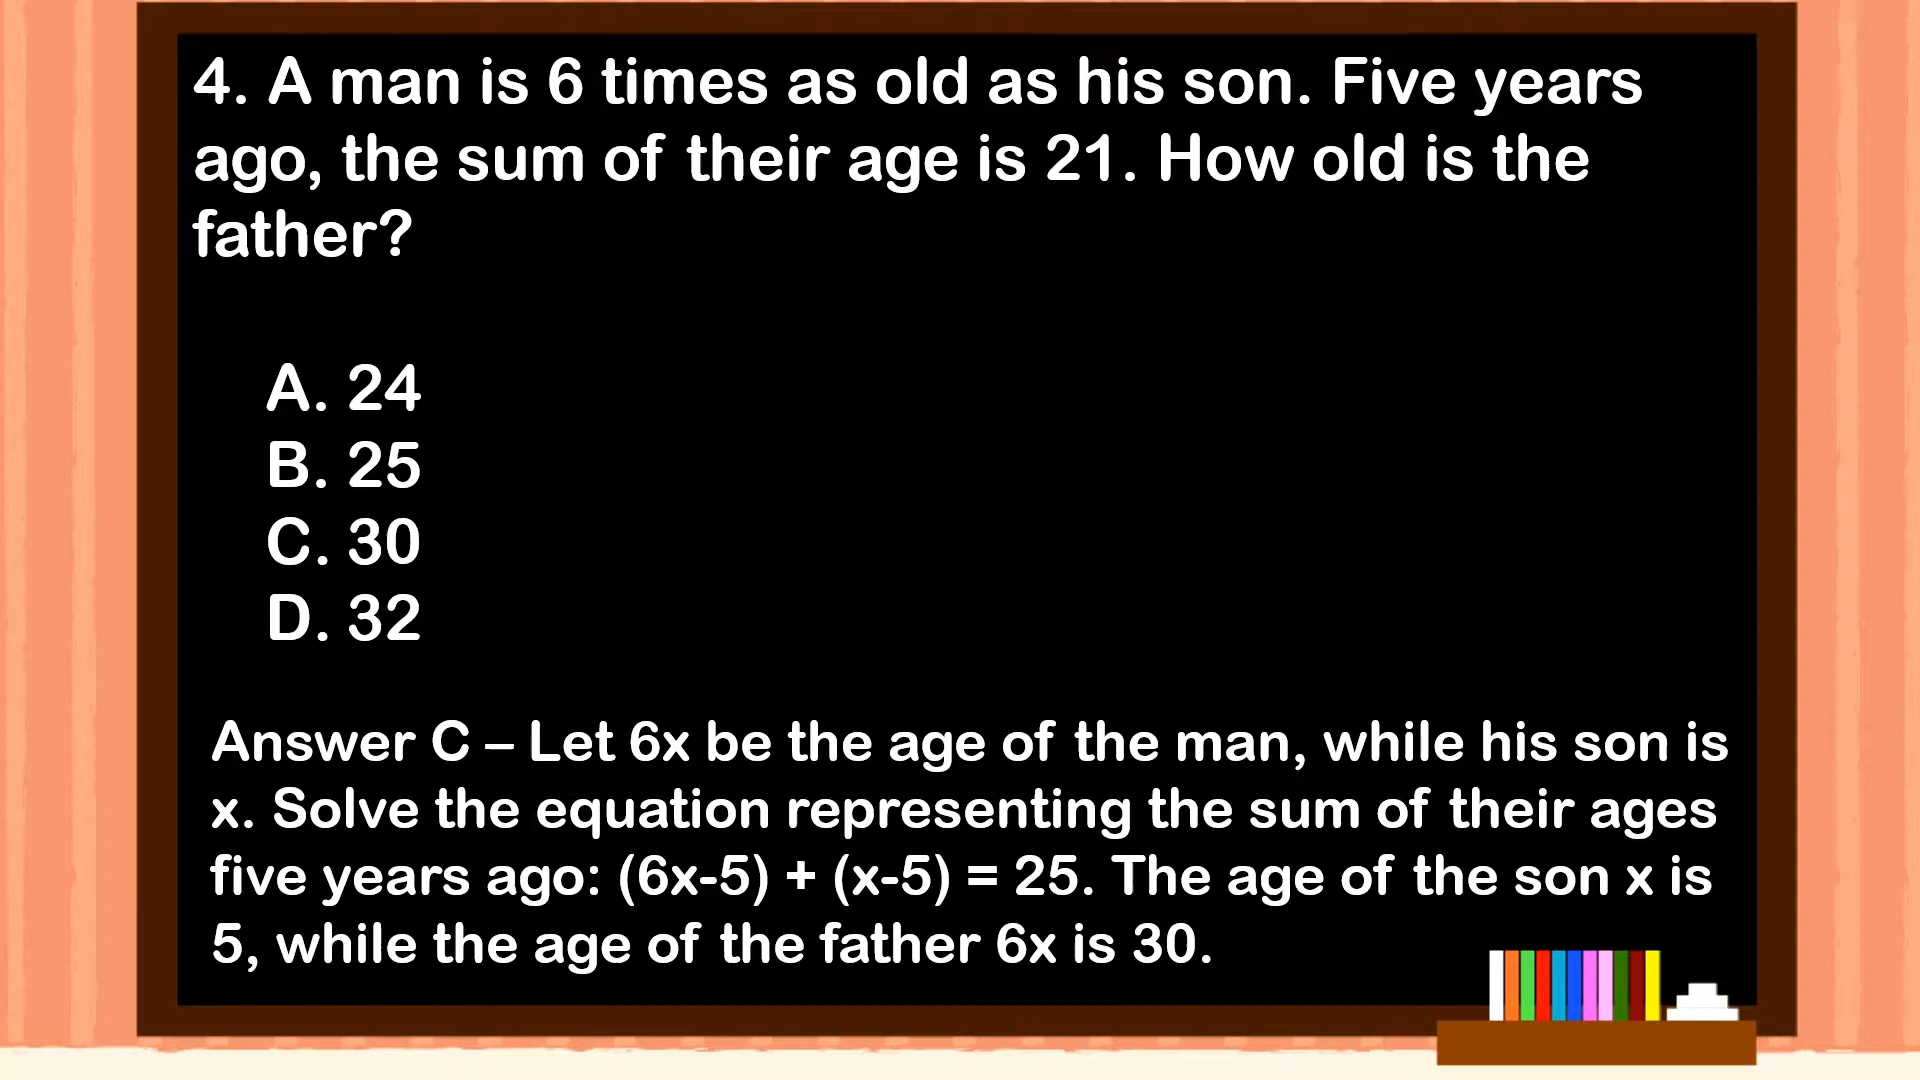 4. A man is 6 times as old as his son. Five years
ago, the sum of their age is 21. How old is the
father?
A. 24
B. 25
C. 30
D. 32
Answer C – Let 6x be the age of the man, while his son is
x. Solve the equation representing the sum of their ages
five years ago: (6x-5) + (x-5) = 25. The age of the son x is
5, while the age of the father 6x is 30.